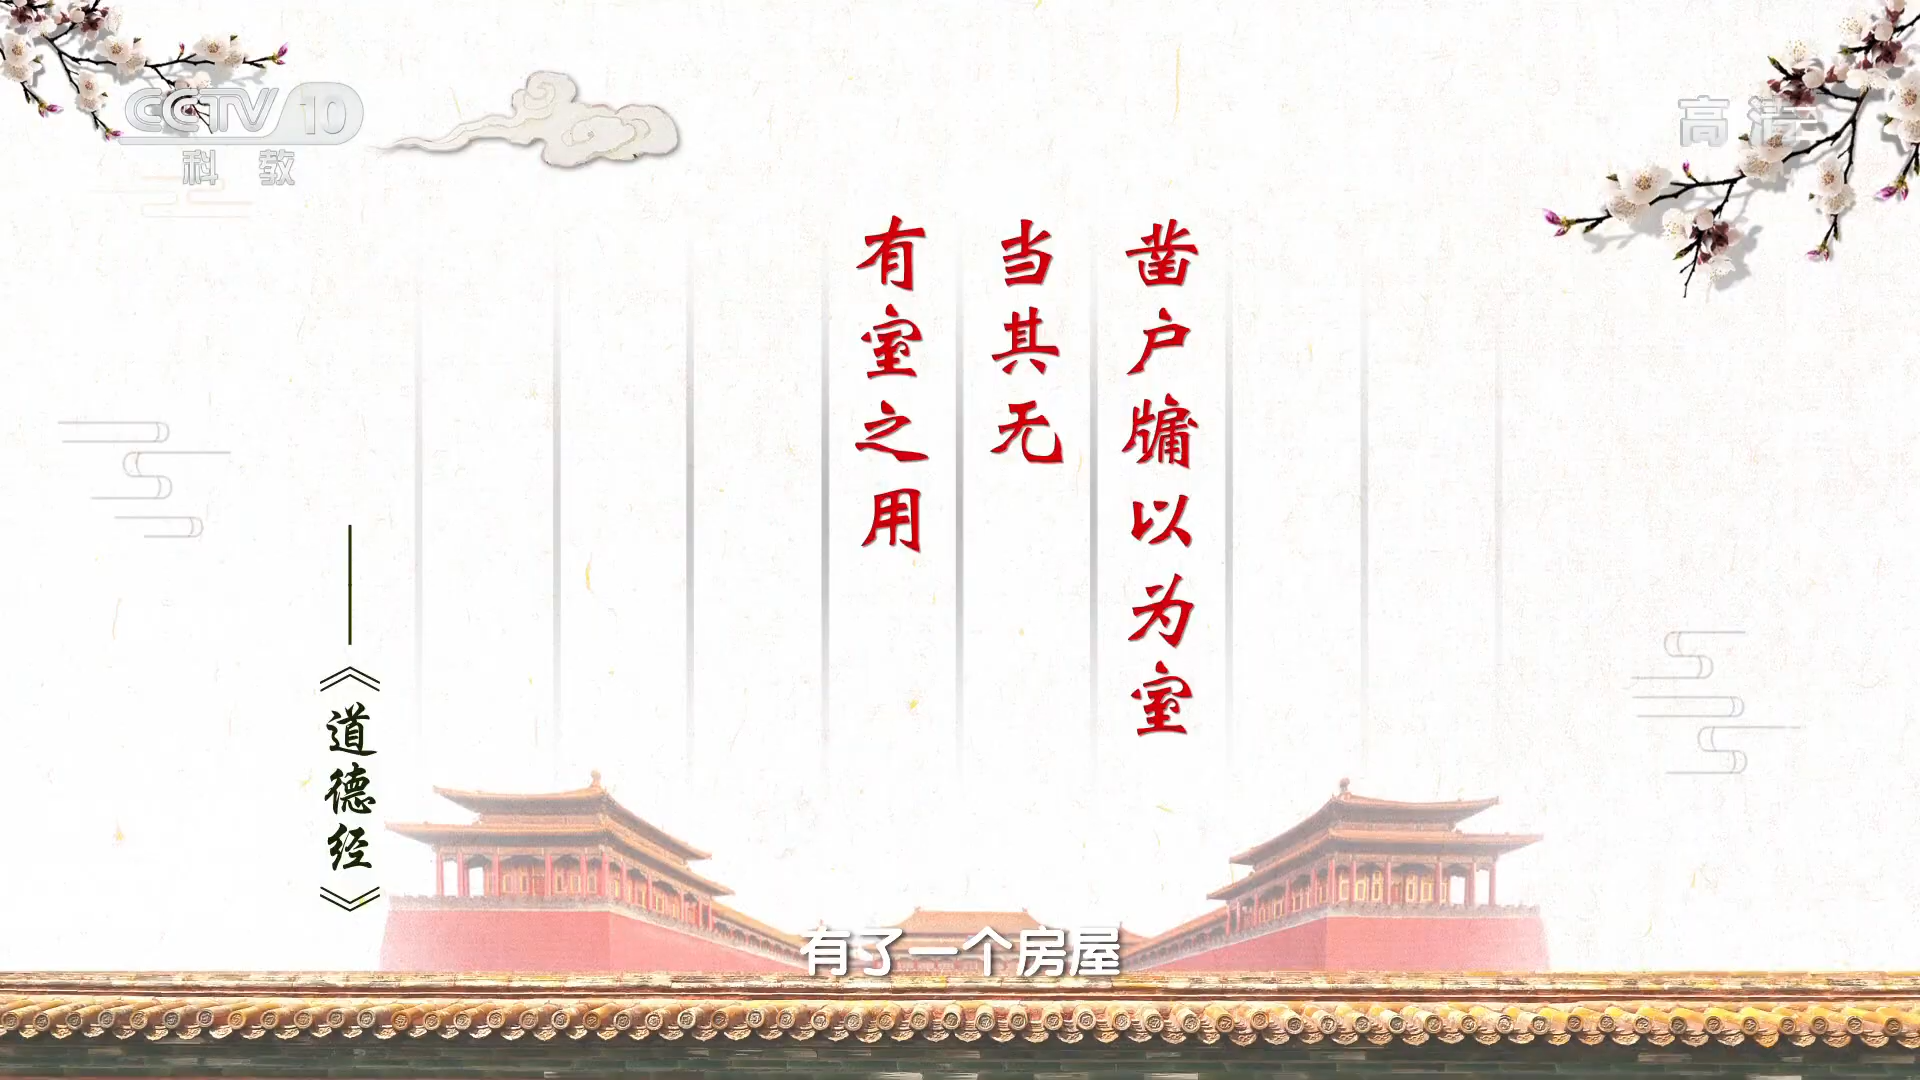 CCTV 10
科教
高清
凿户牖以为室
当其无
有室之用
——《道德经》
有了一个房屋